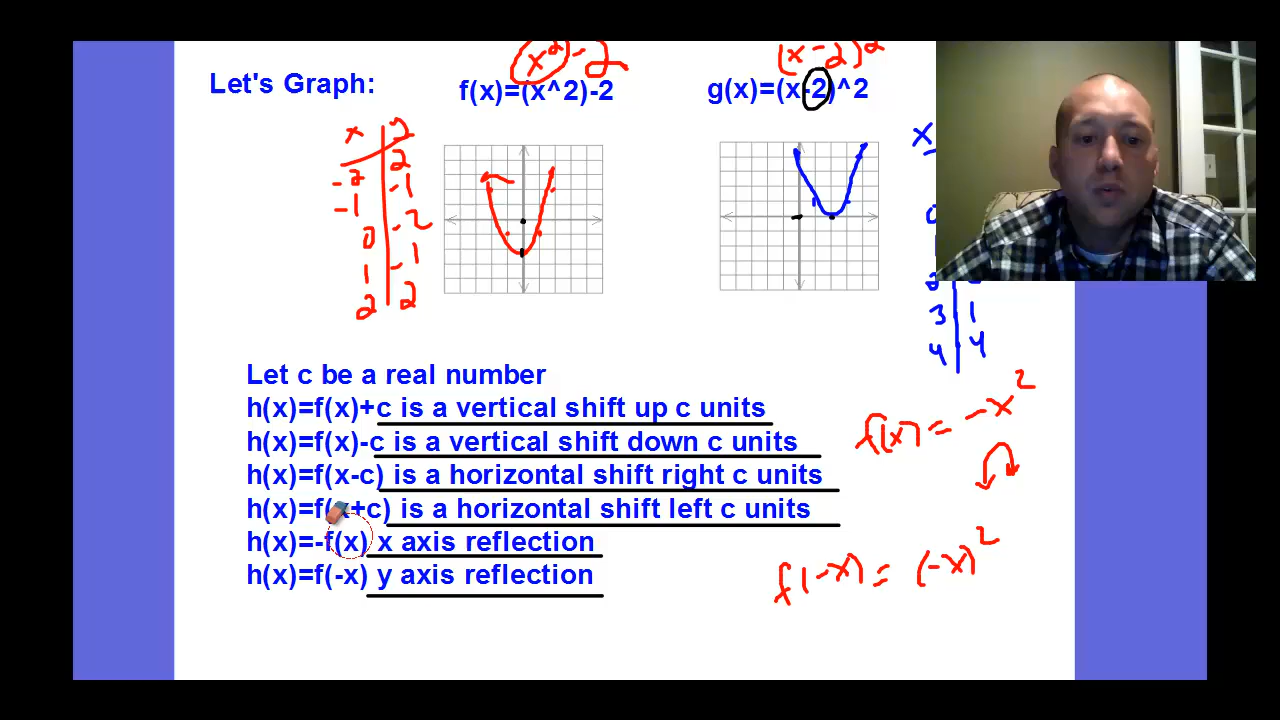 x²-2
(x-2)²
Let's Graph:
f(x)=(x^2)-2
g(x)=(x-2)^2
x
-2 2
-1 -1
0 -2
1 -1
2 2
x
0
2
3 1
4 4
Let c be a real number
h(x)=f(x)+c is a vertical shift up c units
h(x)=f(x)-c is a vertical shift down c units
h(x)=f(x-c) is a horizontal shift right c units
h(x)=f(x+c) is a horizontal shift left c units
h(x)=-f(x) x axis reflection
h(x)=f(-x) y axis reflection
f(x)=-x²
f(-x)=(-x)²